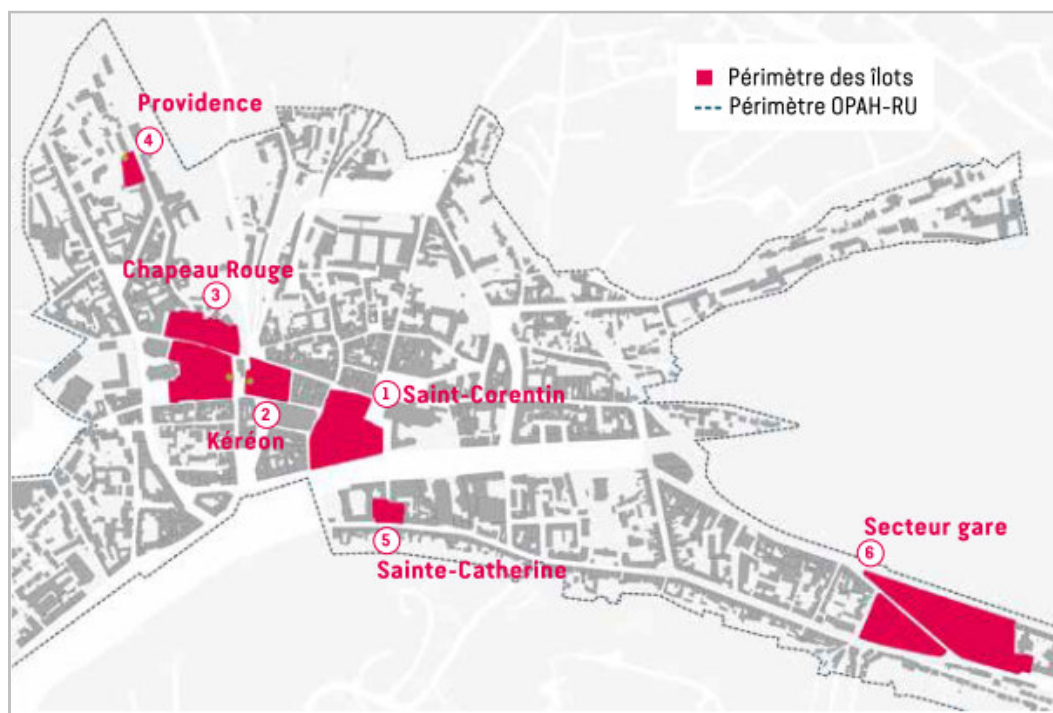 Périmètre des îlots
Périmètre OPAH-RU
Providence
4
Chapeau Rouge
3
1 Saint-Corentin
2
Kéréon
Secteur gare
6
5
Sainte-Catherine